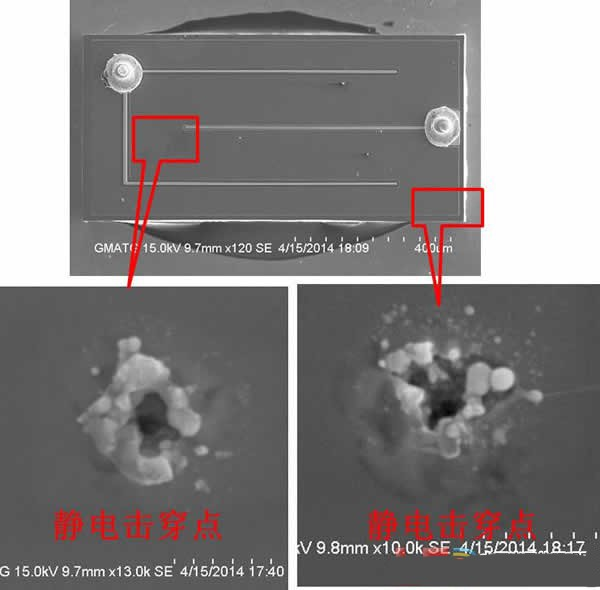 GMATG 15.0kV 9.7mm x120 SE 4/15/2014 18:09 400um
静电击穿点
G 15.0kV 9.7mm x13.0k SE 4/15/2014 17:40
静电击穿点
kV 9.8mm x10.0k SE 4/15/2014 18:17